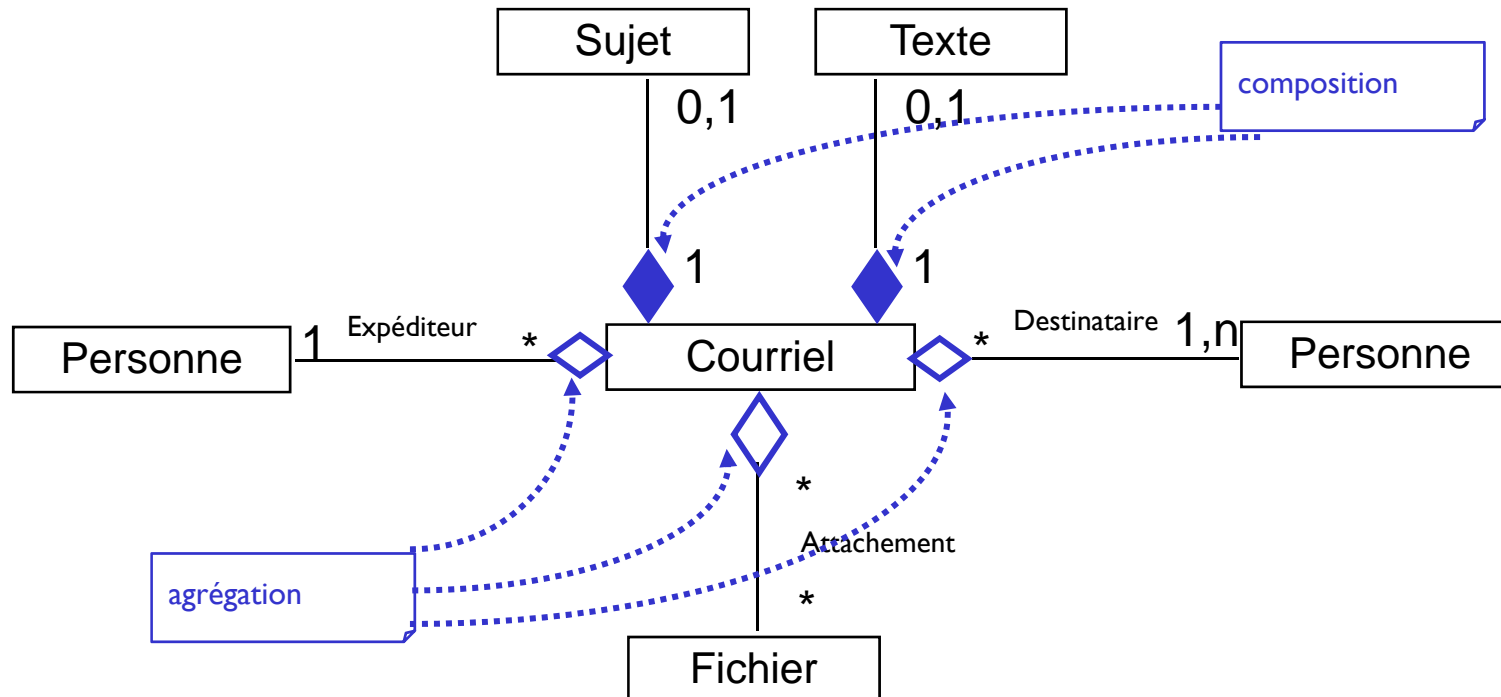 Sujet
Texte
composition
0,1
0,1
1
1
Personne
1
Expéditeur
*
Courriel
*
Destinataire
1,n
Personne
*
Attachement
*
agrégation
Fichier